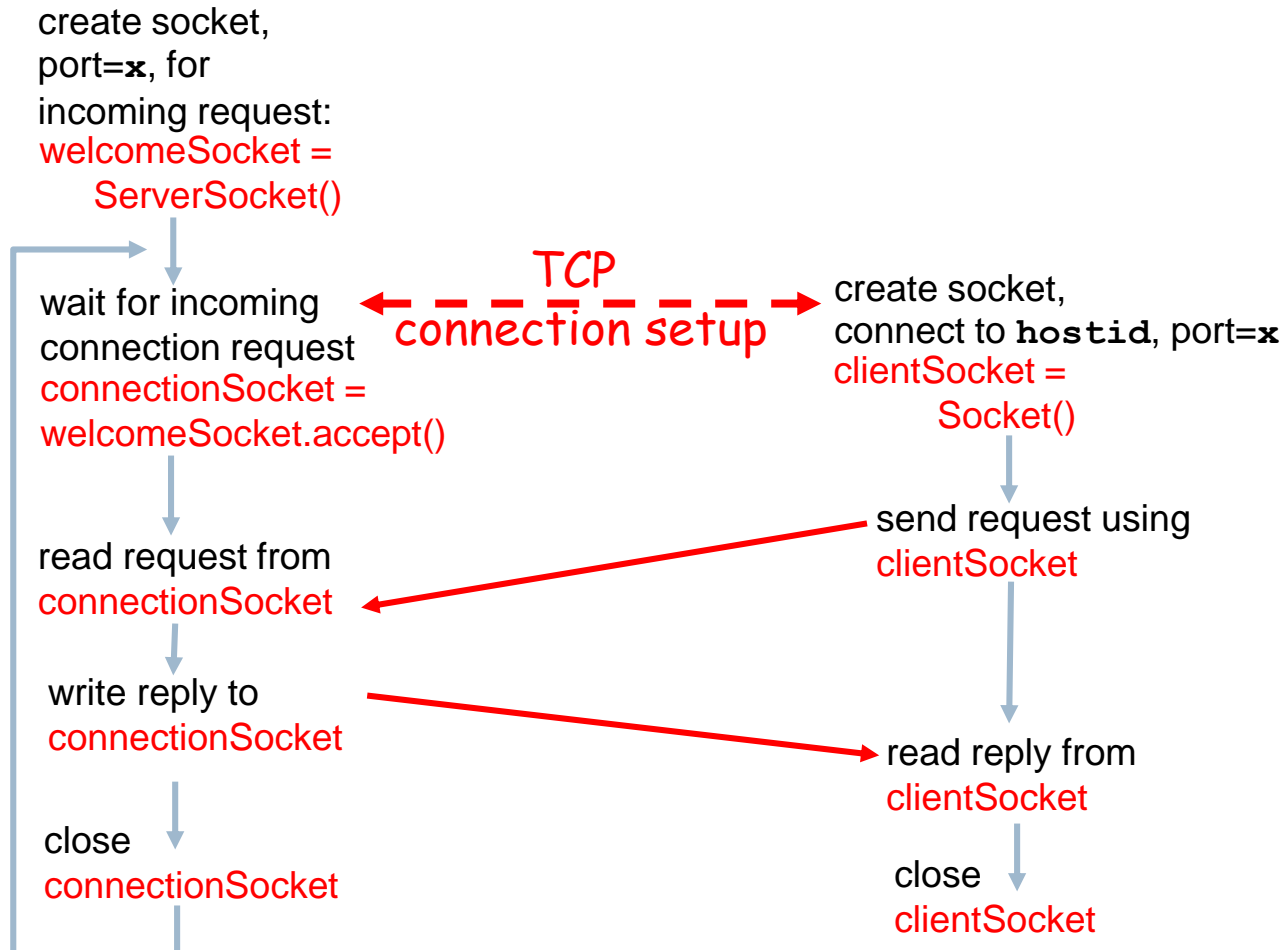 create socket,
port=x, for
incoming request:
welcomeSocket =
ServerSocket()
wait for incoming
connection request
connectionSocket =
welcomeSocket.accept()
TCP
connection setup
create socket,
connect to hostid, port=x
clientSocket =
Socket()
send request using
clientSocket
read request from
connectionSocket
write reply to
connectionSocket
read reply from
clientSocket
close
connectionSocket
close
clientSocket